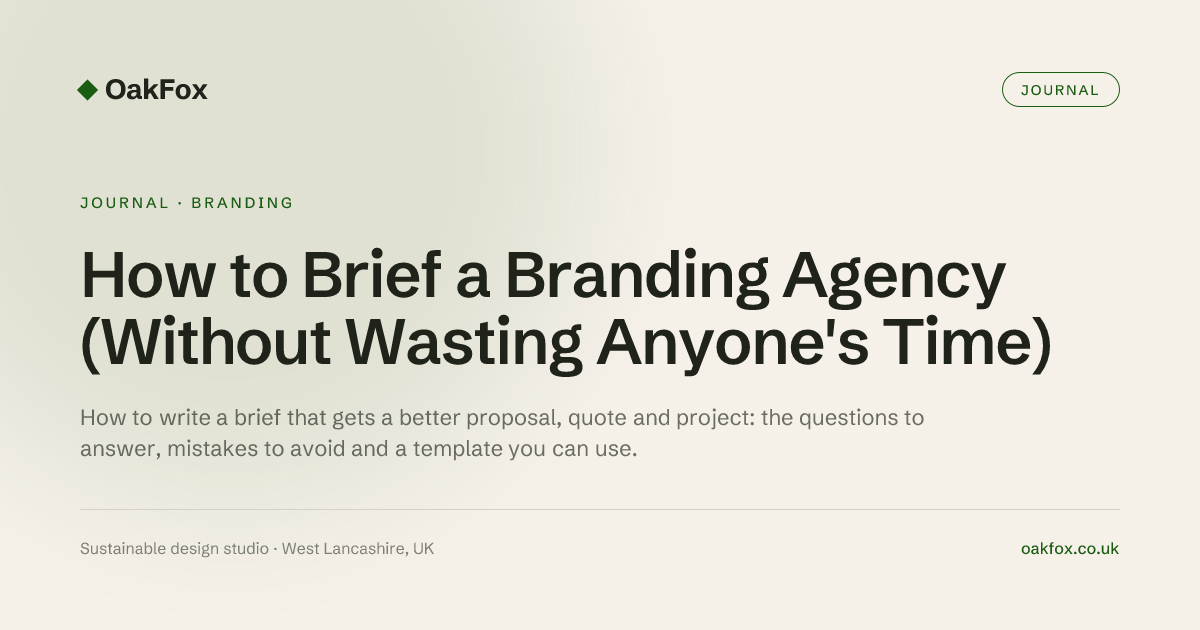 OakFox
JOURNAL
JOURNAL · BRANDING
How to Brief a Branding Agency
(Without Wasting Anyone's Time)
How to write a brief that gets a better proposal, quote and project: the questions to
answer, mistakes to avoid and a template you can use.
Sustainable design studio · West Lancashire, UK
oakfox.co.uk